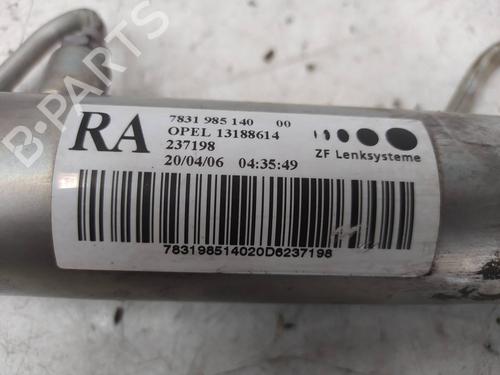 B-PARTS
RA
7831 985 140 00
OPEL 13188614
237198
20/04/06 04:35:49
ZF Lenksysteme
783198514020D6237198